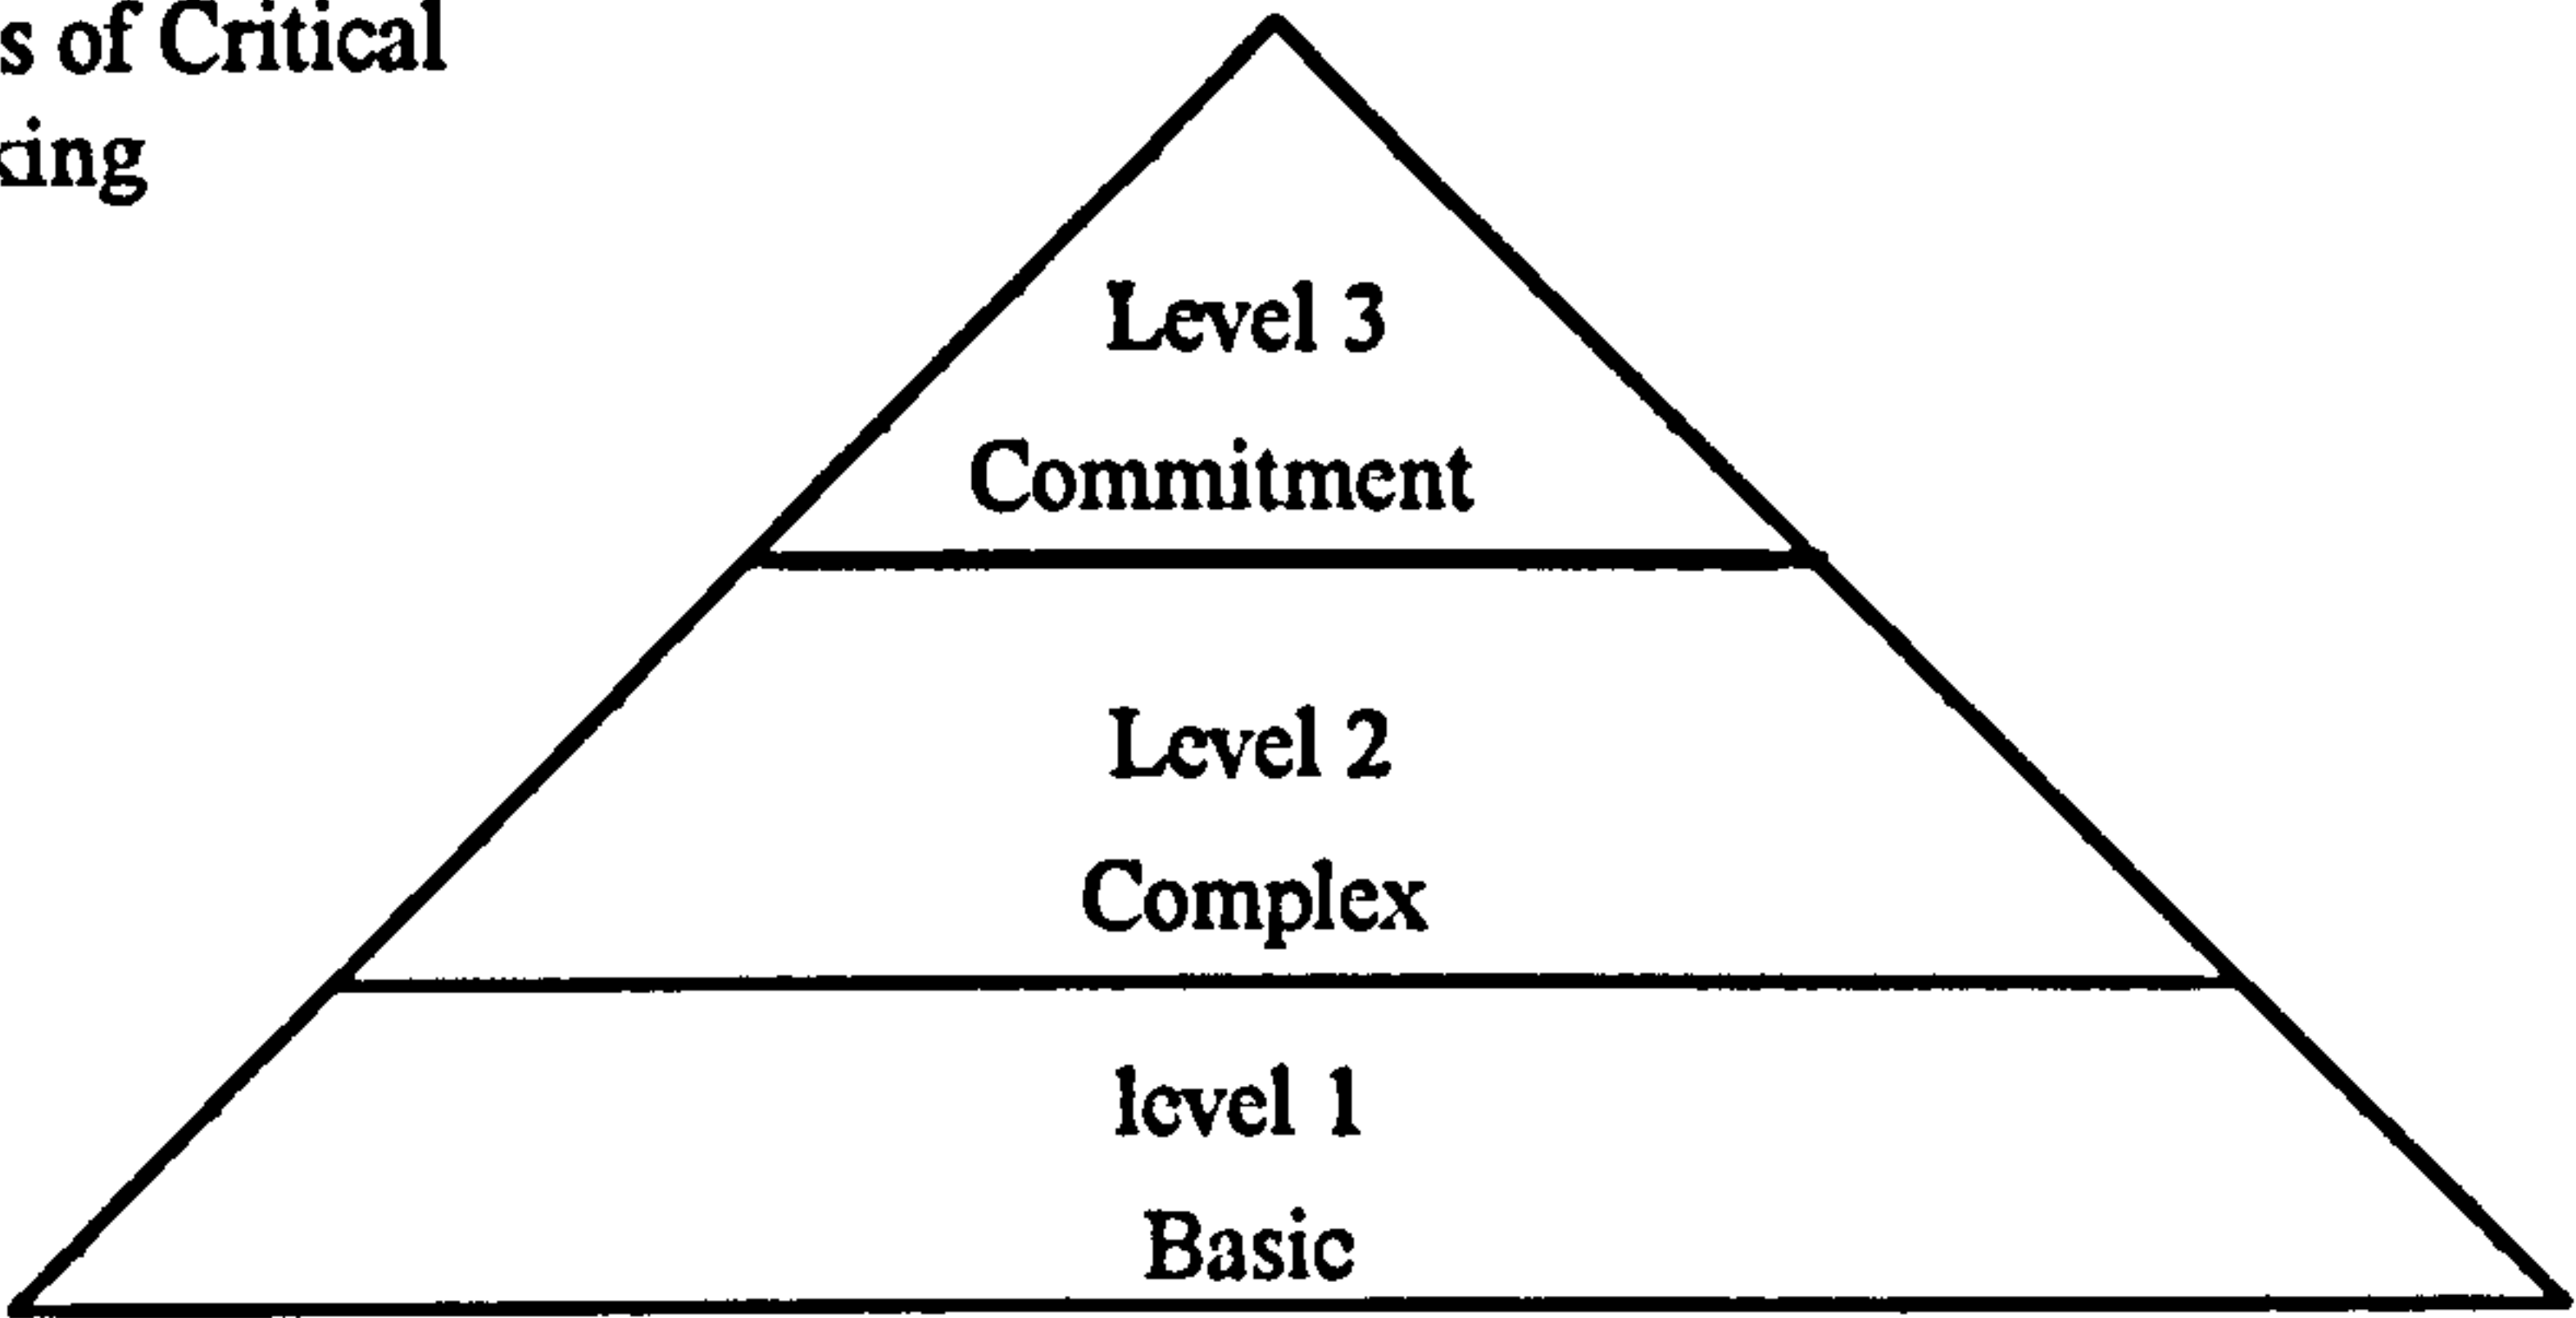 s of Critical
king
Level 3
Commitment
Level 2
Complex
level 1
Basic